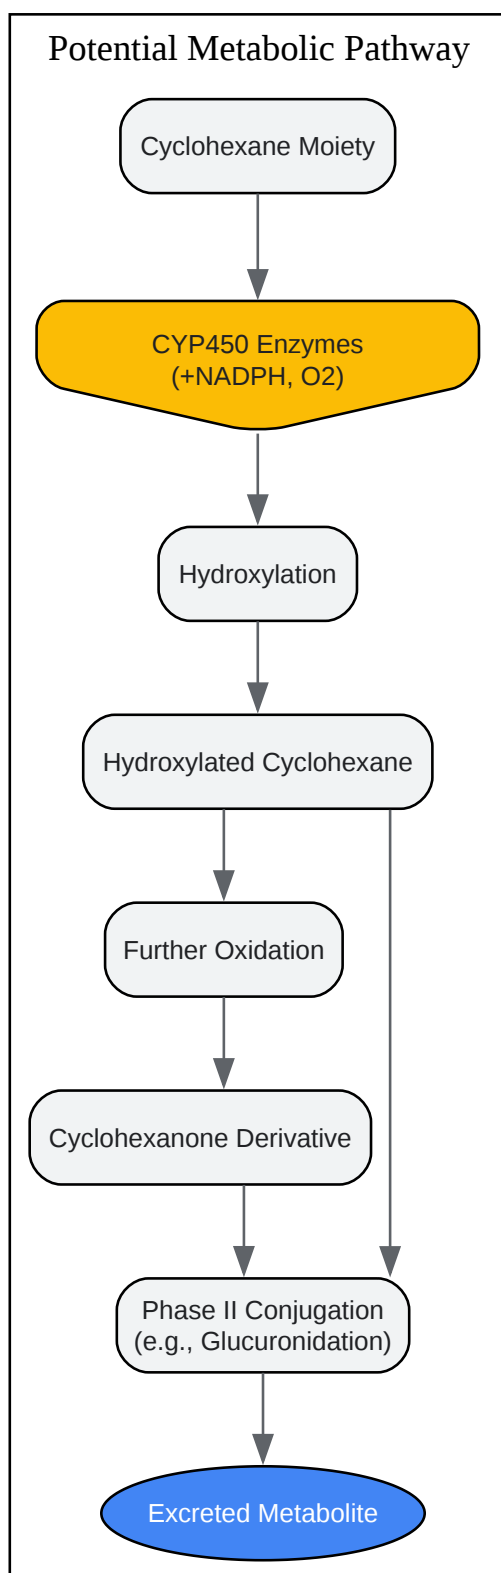 Potential Metabolic Pathway
Cyclohexane Moiety
CYP450 Enzymes
(+NADPH, O2)
Hydroxylation
Hydroxylated Cyclohexane
Further Oxidation
Cyclohexanone Derivative
Phase II Conjugation
(e.g., Glucuronidation)
Excreted Metabolite